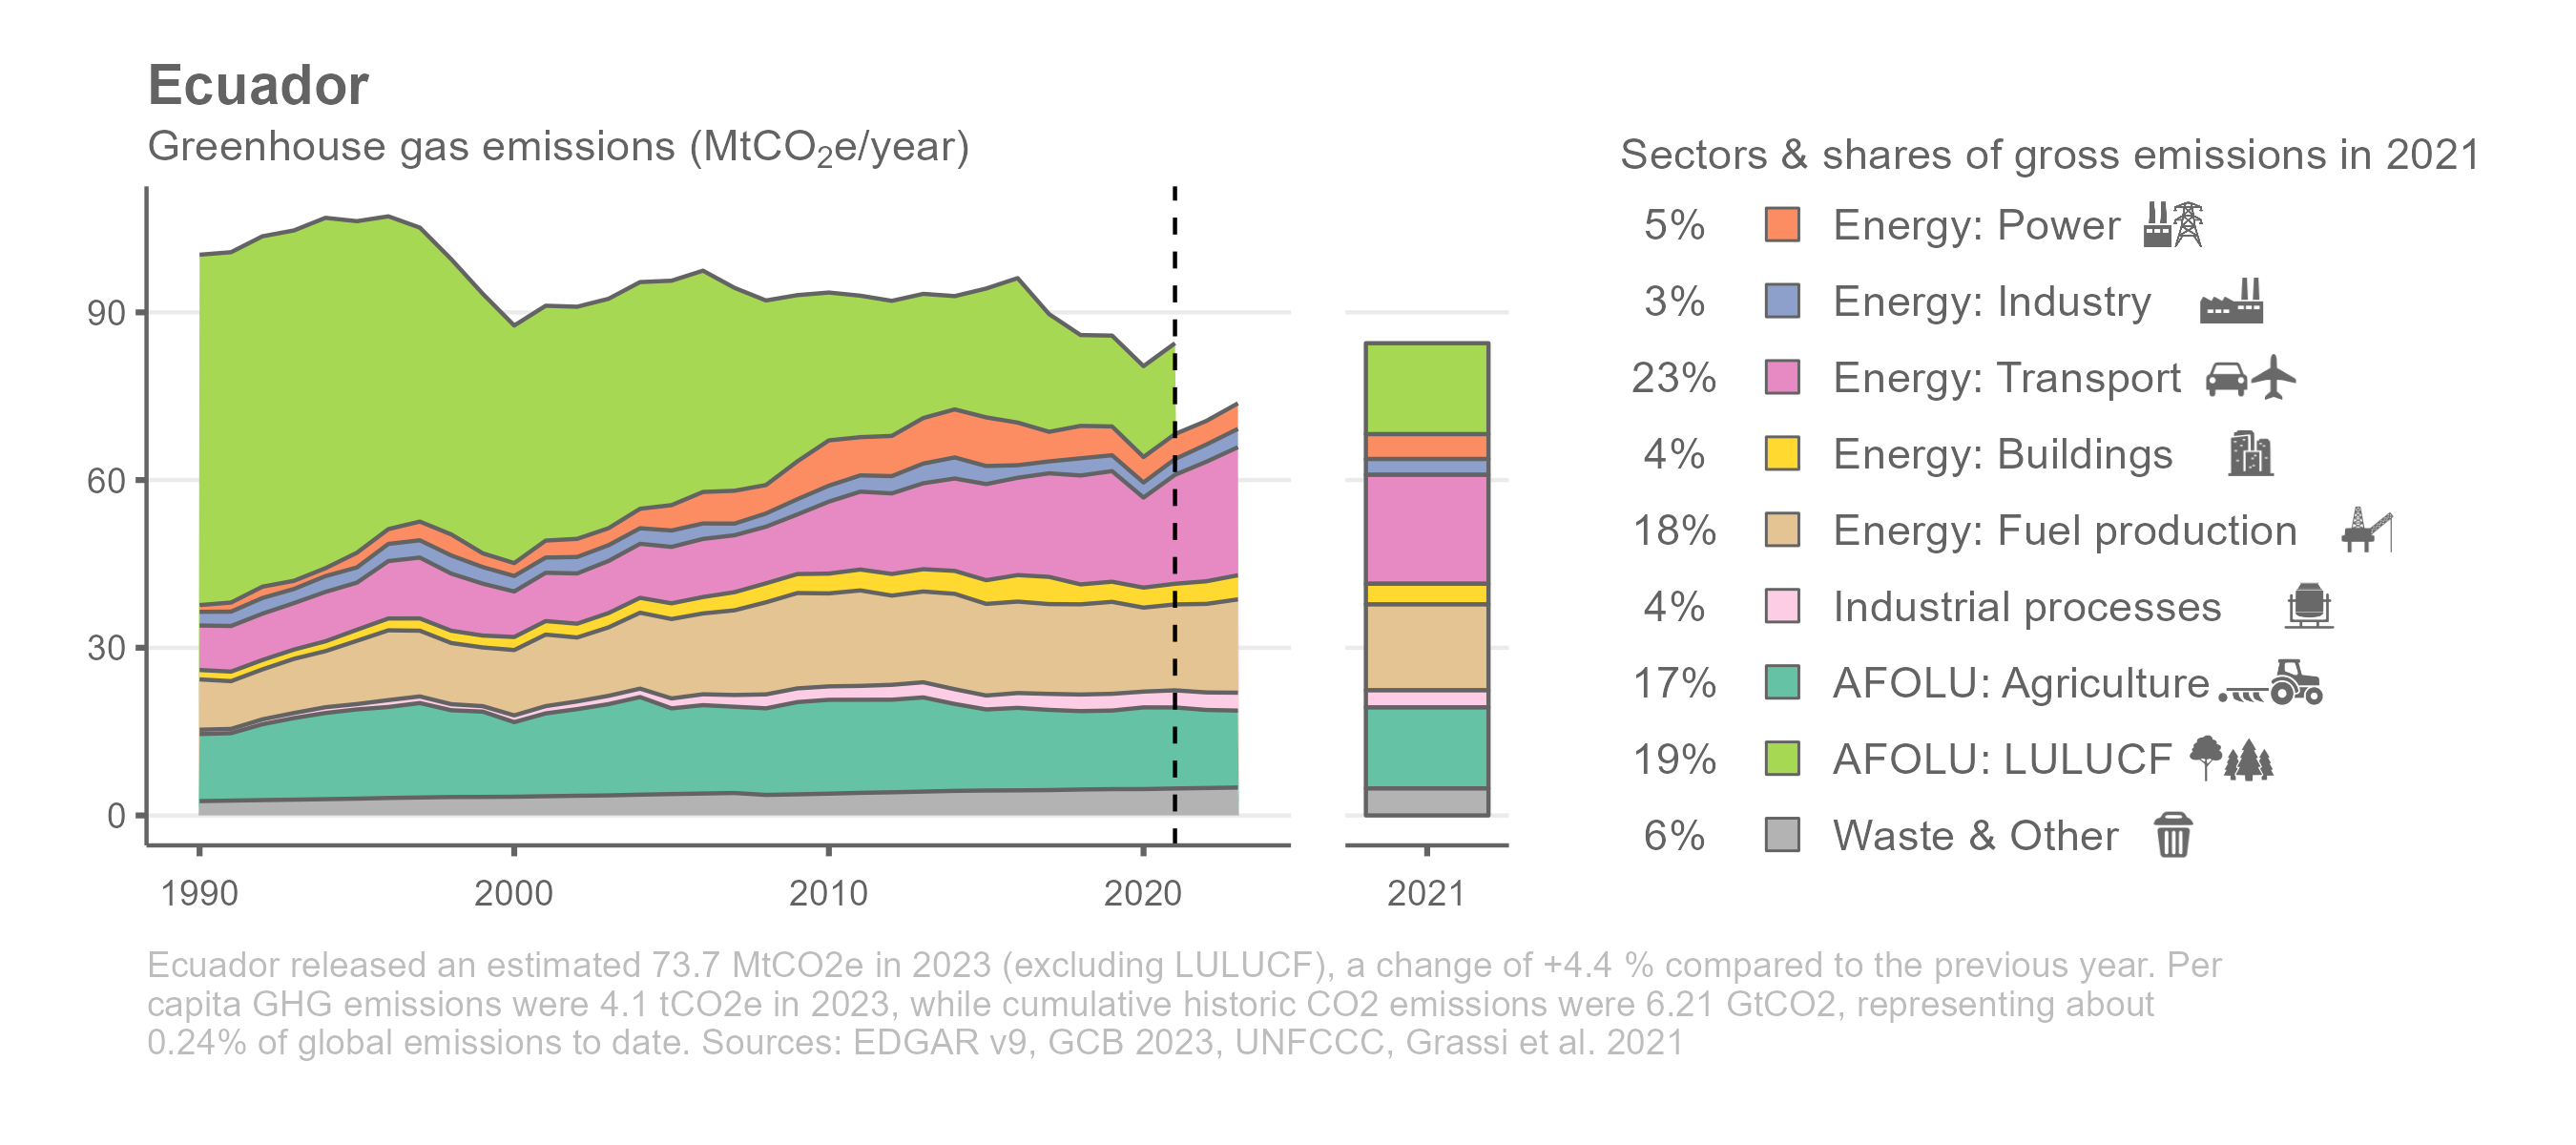 Ecuador
Greenhouse gas emissions (MtCO₂e/year)
90
60
30
0
1990
2000
2010
2020
2021
Sectors & shares of gross emissions in 2021
5% Energy: Power
3% Energy: Industry
23% Energy: Transport
4% Energy: Buildings
18% Energy: Fuel production
4% Industrial processes
17% AFOLU: Agriculture
19% AFOLU: LULUCF
6% Waste & Other
Ecuador released an estimated 73.7 MtCO2e in 2023 (excluding LULUCF), a change of +4.4 % compared to the previous year. Per
capita GHG emissions were 4.1 tCO2e in 2023, while cumulative historic CO2 emissions were 6.21 GtCO2, representing about
0.24% of global emissions to date. Sources: EDGAR v9, GCB 2023, UNFCCC, Grassi et al. 2021